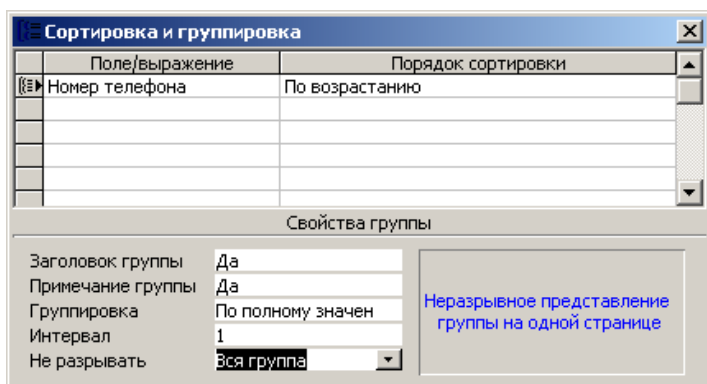 Сортировка и группировка
Поле/выражение Порядок сортировки
Номер телефона По возрастанию
Свойства группы
Заголовок группы Да
Примечание группы Да
Группировка По полному значен
Интервал 1
Не разрывать Вся группа
Неразрывное представление
группы на одной странице